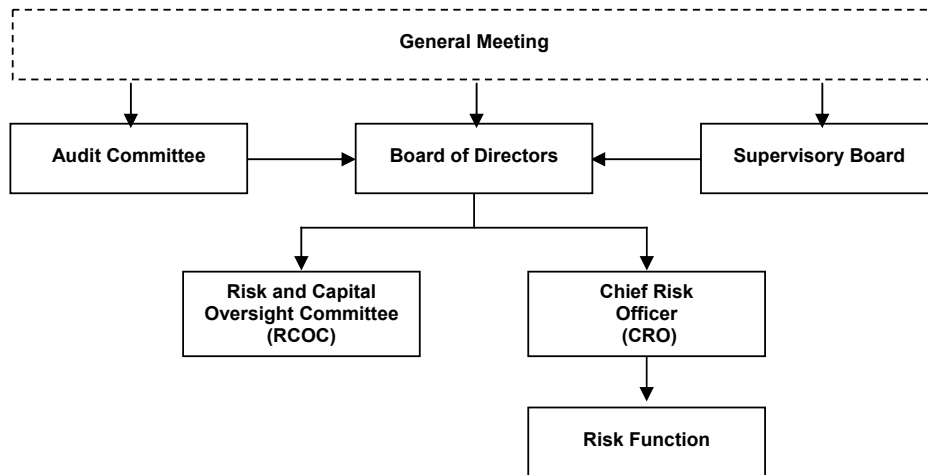 General Meeting
Audit Committee
Board of Directors
Supervisory Board
Risk and Capital
Oversight Committee
(RCOC)
Chief Risk
Officer
(CRO)
Risk Function